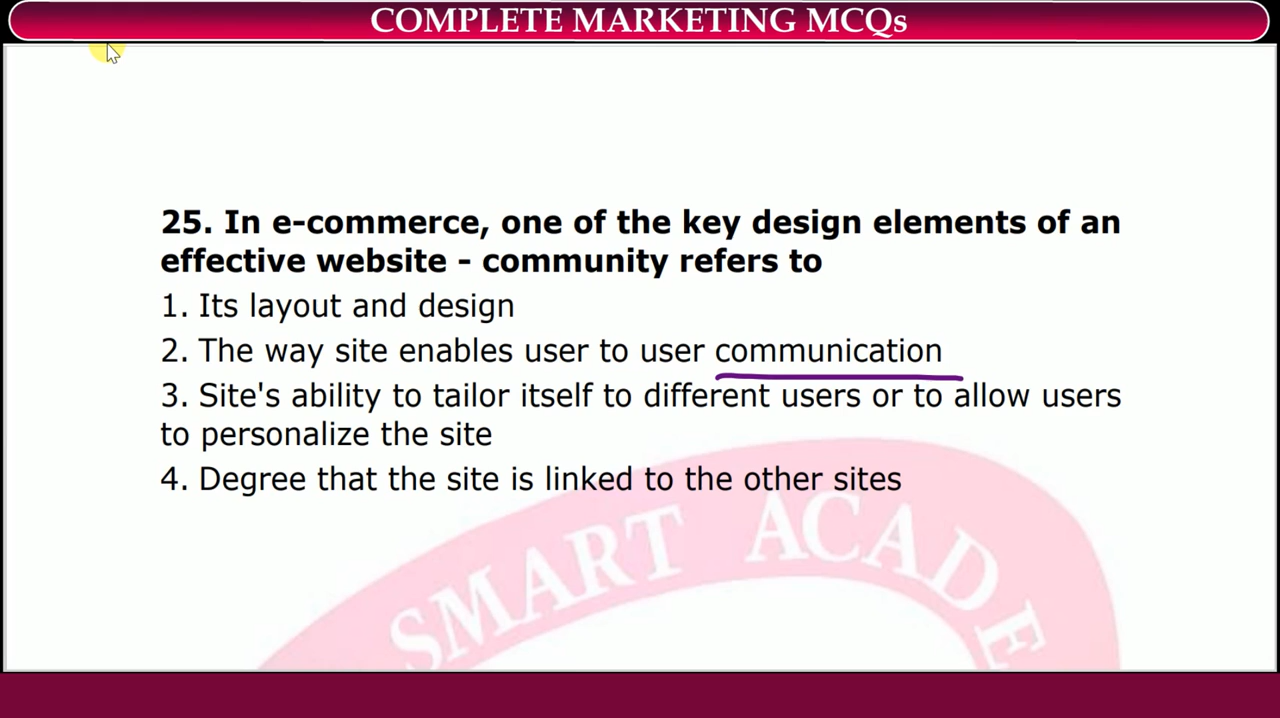 COMPLETE MARKETING MCQs
25. In e-commerce, one of the key design elements of an
effective website - community refers to
1. Its layout and design
2. The way site enables user to user communication
3. Site's ability to tailor itself to different users or to allow users
to personalize the site
4. Degree that the site is linked to the other sites
SMART ACADE